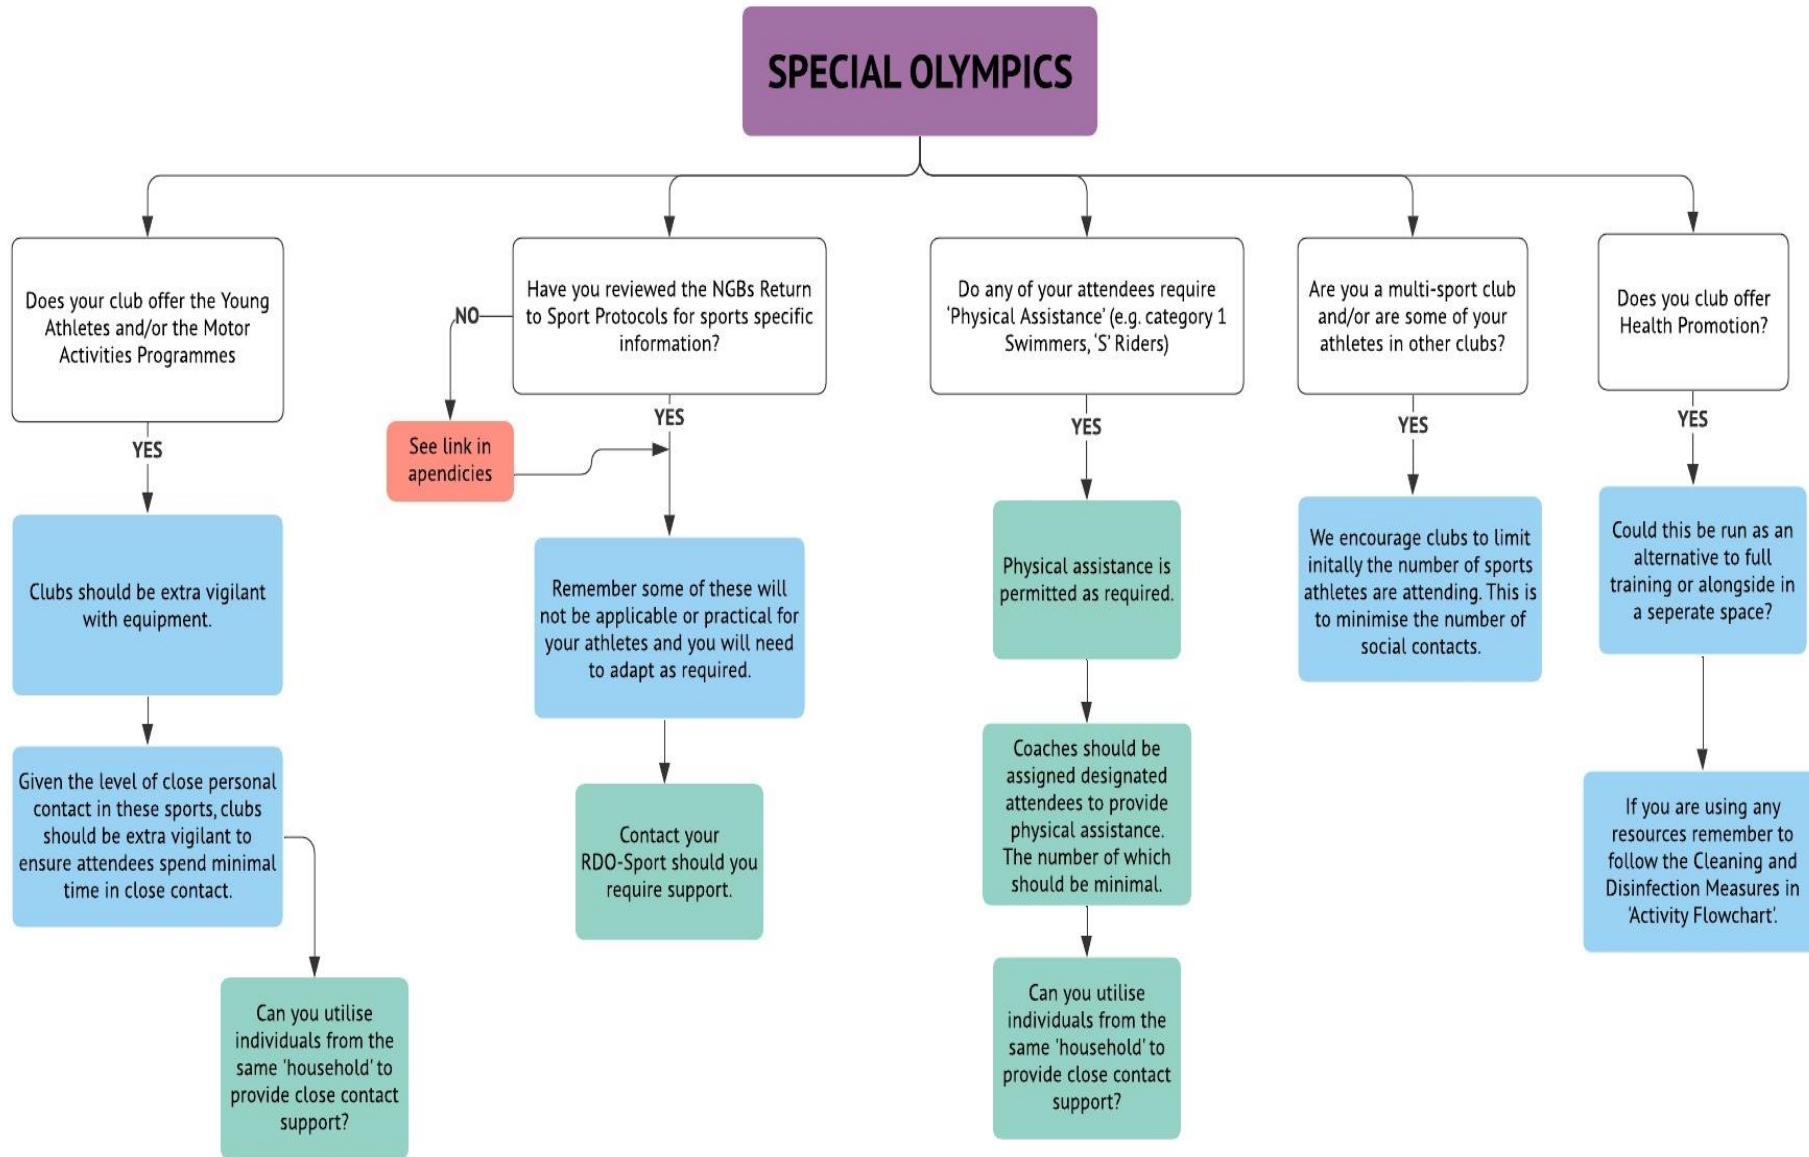 SPECIAL OLYMPICS
Does your club offer the Young
Athletes and/or the Motor
Activities Programmes
YES
Clubs should be extra vigilant
with equipment.
Given the level of close personal
contact in these sports, clubs
should be extra vigilant to
ensure attendees spend minimal
time in close contact.
Can you utilise
individuals from the
same 'household' to
provide close contact
support?
Have you reviewed the NGBs Return
to Sport Protocols for sports specific
information?
NO
See link in
apendicies
YES
Remember some of these will
not be applicable or practical for
your athletes and you will need
to adapt as required.
Contact your
RDO-Sport should you
require support.
Do any of your attendees require
'Physical Assistance' (e.g. category 1
Swimmers, 'S' Riders)
YES
Physical assistance is
permitted as required.
Coaches should be
assigned designated
attendees to provide
physical assistance.
The number of which
should be minimal.
Can you utilise
individuals from the
same 'household' to
provide close contact
support?
Are you a multi-sport club
and/or are some of your
athletes in other clubs?
YES
We encourage clubs to limit
initally the number of sports
athletes are attending. This is
to minimise the number of
social contacts.
Does you club offer
Health Promotion?
YES
Could this be run as an
alternative to full
training or alongside in
a seperate space?
If you are using any
resources remember to
follow the Cleaning and
Disinfection Measures in
'Activity Flowchart'.